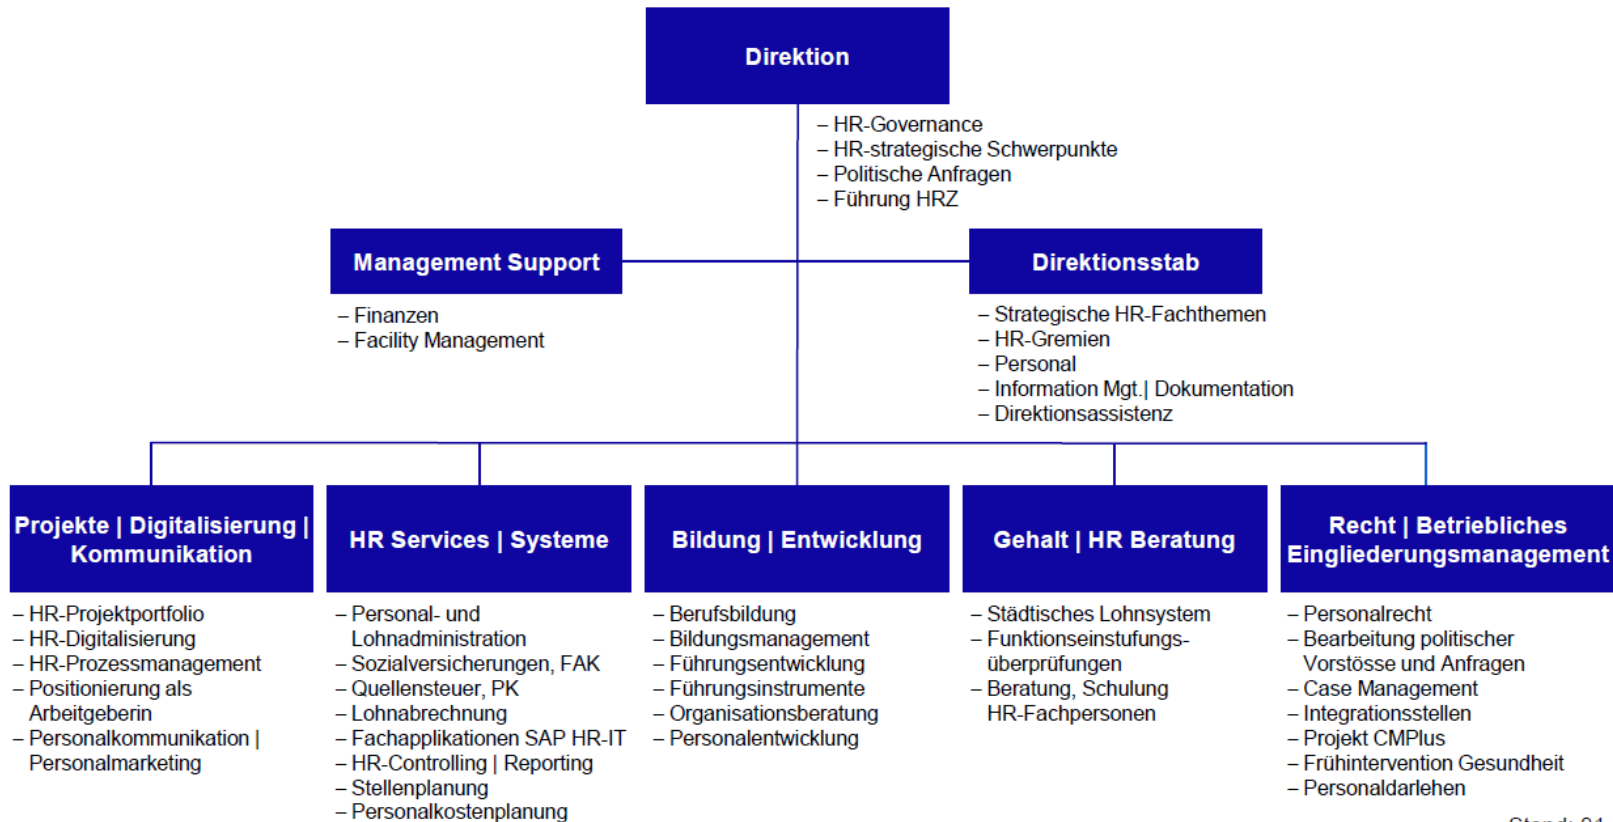 Direktion
– HR-Governance
– HR-strategische Schwerpunkte
– Politische Anfragen
– Führung HRZ
Management Support
– Finanzen
– Facility Management
Direktionsstab
– Strategische HR-Fachthemen
– HR-Gremien
– Personal
– Information Mgt.| Dokumentation
– Direktionsassistenz
Projekte | Digitalisierung |
Kommunikation
– HR-Projektportfolio
– HR-Digitalisierung
– HR-Prozessmanagement
– Positionierung als
Arbeitgeberin
– Personalkommunikation |
Personalmarketing
HR Services | Systeme
– Personal- und
Lohnadministration
– Sozialversicherungen, FAK
– Quellensteuer, PK
– Lohnabrechnung
– Fachapplikationen SAP HR-IT
– HR-Controlling | Reporting
– Stellenplanung
– Personalkostenplanung
Bildung | Entwicklung
– Berufsbildung
– Bildungsmanagement
– Führungsentwicklung
– Führungsinstrumente
– Organisationsberatung
– Personalentwicklung
Gehalt | HR Beratung
– Städtisches Lohnsystem
– Funktionseinstufungs-
überprüfungen
– Beratung, Schulung
HR-Fachpersonen
Recht | Betriebliches
Eingliederungsmanagement
– Personalrecht
– Bearbeitung politischer
Vorstösse und Anfragen
– Case Management
– Integrationsstellen
– Projekt CMPlus
– Frühintervention Gesundheit
– Personaldarlehen